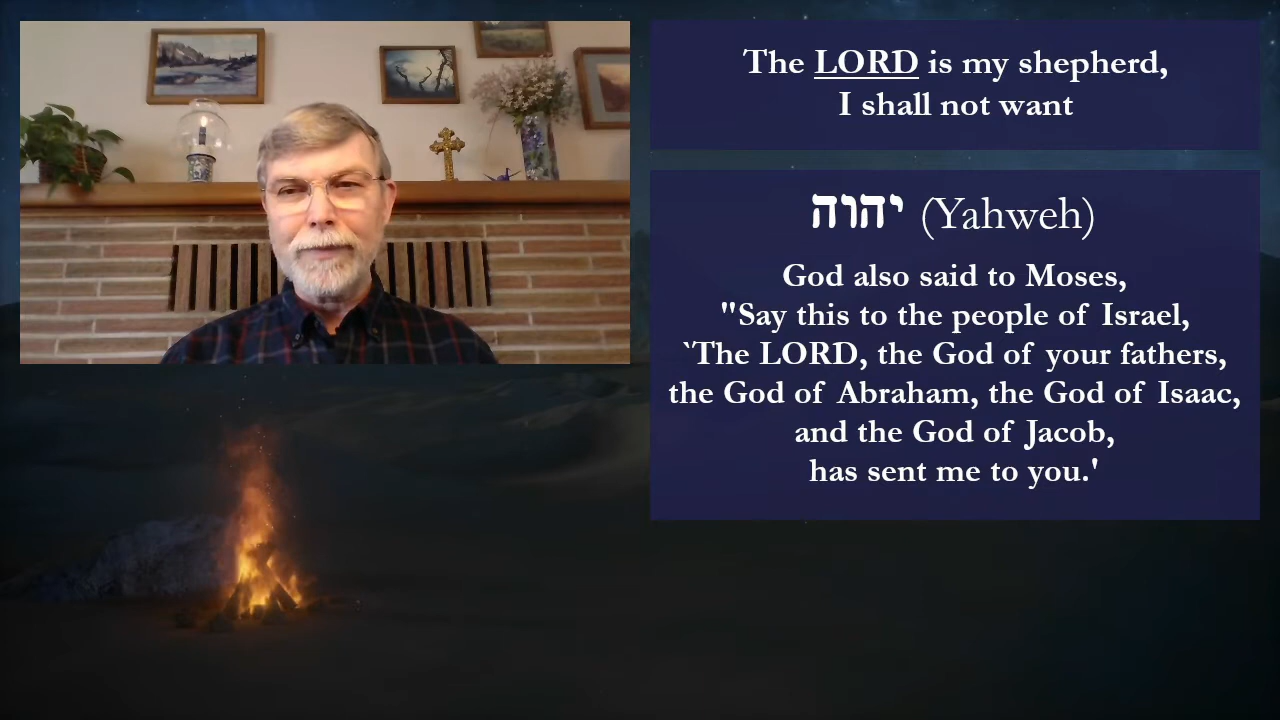 The LORD is my shepherd,
I shall not want
יהוה (Yahweh)
God also said to Moses,
"Say this to the people of Israel,
`The LORD, the God of your fathers,
the God of Abraham, the God of Isaac,
and the God of Jacob,
has sent me to you.'